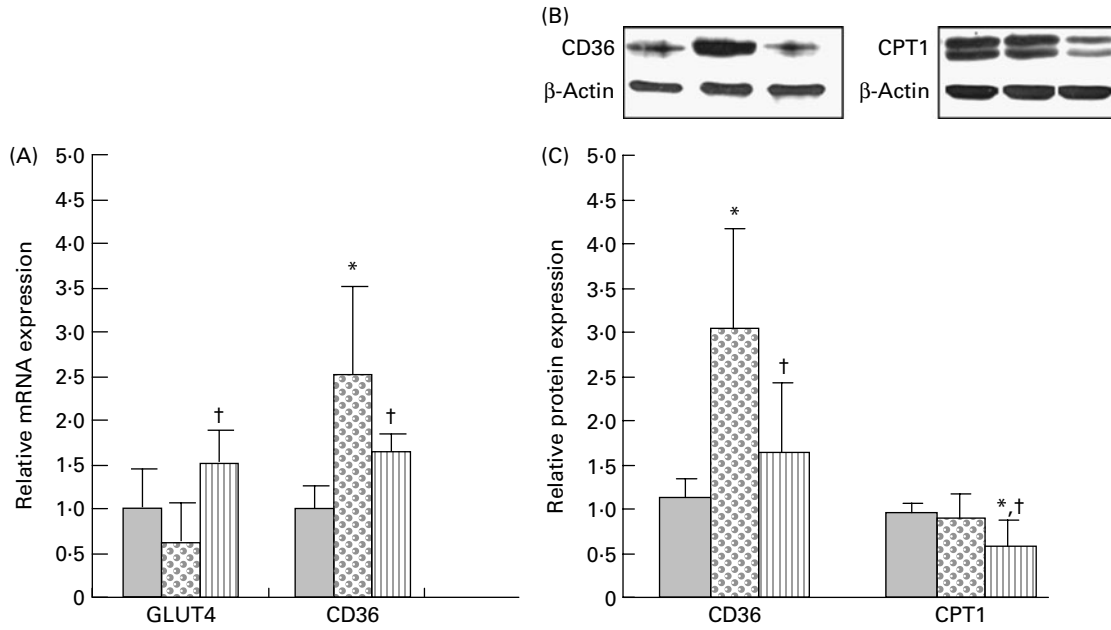 (B)
CD36
β-Actin
CPT1
β-Actin
(A)
Relative mRNA expression
5·0
4·5
4·0
3·5
3·0
2·5
2·0
1·5
1·0
0·5
0
*
†
†
GLUT4
CD36
(C)
Relative protein expression
5·0
4·5
4·0
3·5
3·0
2·5
2·0
1·5
1·0
0·5
0
*
†
*,†
CD36
CPT1